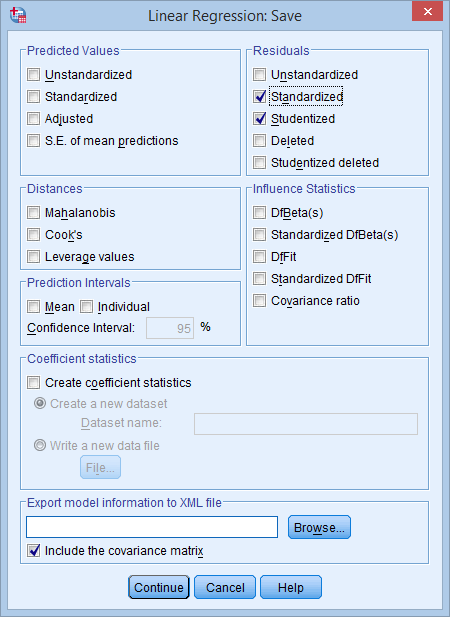 Linear Regression: Save
Predicted Values
Unstandardized
Standardized
Adjusted
S.E. of mean predictions
Residuals
Unstandardized
Standardized
Studentized
Deleted
Studentized deleted
Distances
Mahalanobis
Cook's
Leverage values
Influence Statistics
DfBeta(s)
Standardized DfBeta(s)
DfFit
Standardized DfFit
Covariance ratio
Prediction Intervals
Mean Individual
Confidence Interval: 95 %
Coefficient statistics
Create coefficient statistics
Create a new dataset
Dataset name:
Write a new data file
File...
Export model information to XML file
Browse...
Include the covariance matrix
Continue Cancel Help